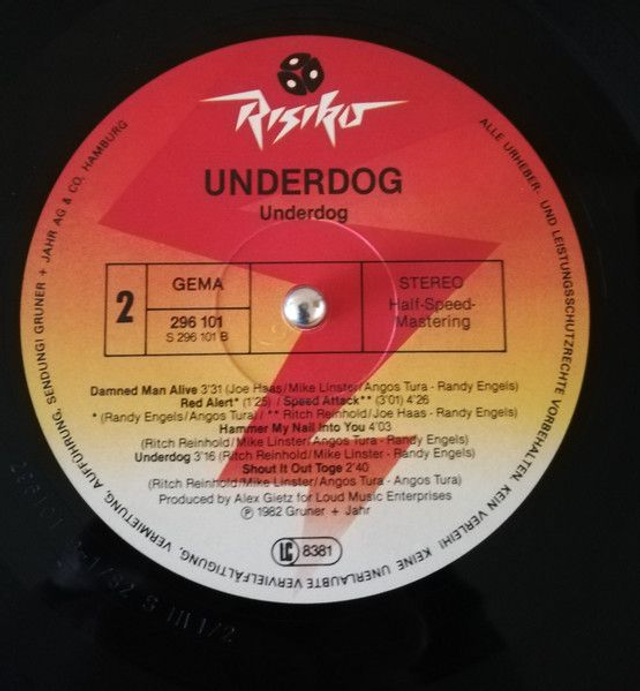 Risiko
UNDERDOG
Underdog
2
GEMA
296 101
S 296 101 B
STEREO
Half-Speed-
Mastering
Damned Man Alive 3'31 (Joe Haas/Mike Linster/Angos Tura - Randy Engels)
Red Alert* (1'25) / Speed Attack** (3'01) 4'26
* (Randy Engels/Angos Tura) / ** Ritch Reinhold/Joe Haas - Randy Engels)
Hammer My Nail Into You 4'03
(Ritch Reinhold/Mike Linster/Angos Tura - Randy Engels)
Underdog 3'16 (Ritch Reinhold/Mike Linster/Angos Tura - Randy Engels)
Shout It Out Toge 2'40
(Ritch Reinhold/Mike Linster/Angos Tura - Angos Tura)
Produced by Alex Gietz for Loud Music Enterprises
Ⓟ 1982 Gruner + Jahr
LC 8381
ALLE URHEBER- UND LEISTUNGSSCHUTZRECHTE VORBEHALTEN. KEIN VERLEIH! KEINE UNERLAUBTE VERVIELFÄLTIGUNG, VERMIETUNG, AUFFÜHRUNG, SENDUNG! GRUNER + JAHR AG & CO, HAMBURG